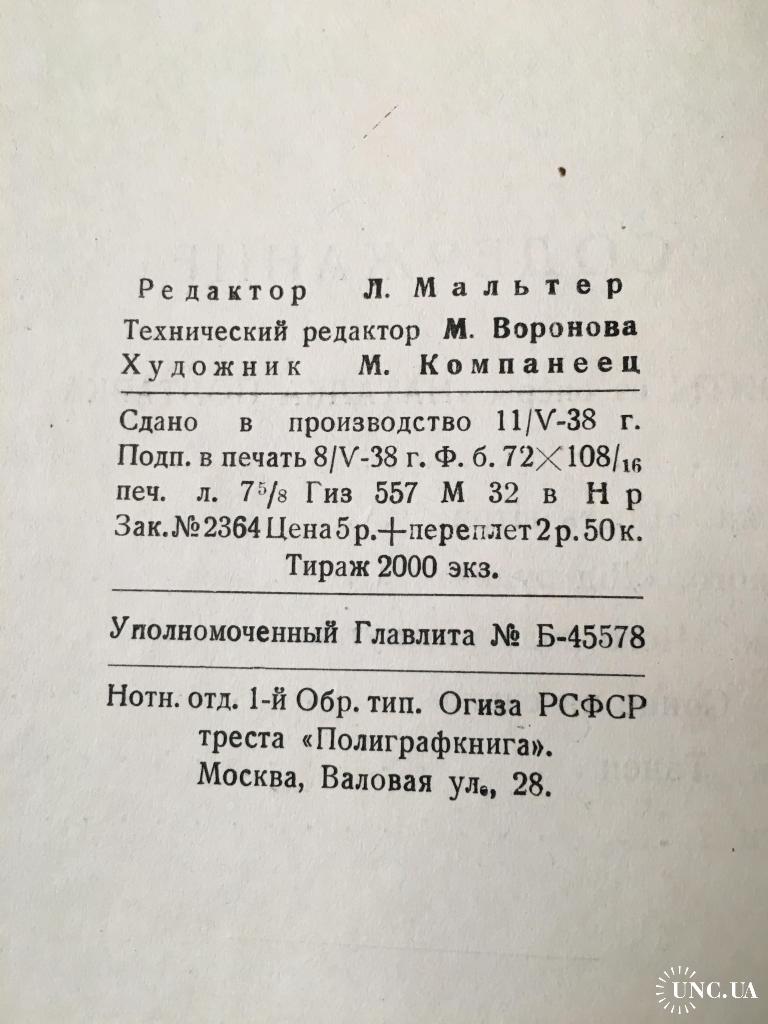 СОДЕРЖАНИЕ
Редактор Л. Мальтер
Технический редактор М. Воронова
Художник М. Компанеец
Сдано в производство 11/V-38 г.
Подп. в печать 8/V-38 г. Ф. б. 72×108/₁₆
печ. л. 7⁵/₈ Гиз 557 М 32 в Н р
Зак. № 2364 Цена 5 р.+переплет 2 р. 50 к.
Тираж 2000 экз.
Уполномоченный Главлита № Б-45578
Нотн. отд. 1-й Обр. тип. Огиза РСФСР
треста «Полиграфкнига».
Москва, Валовая ул., 28.
UNC.UA